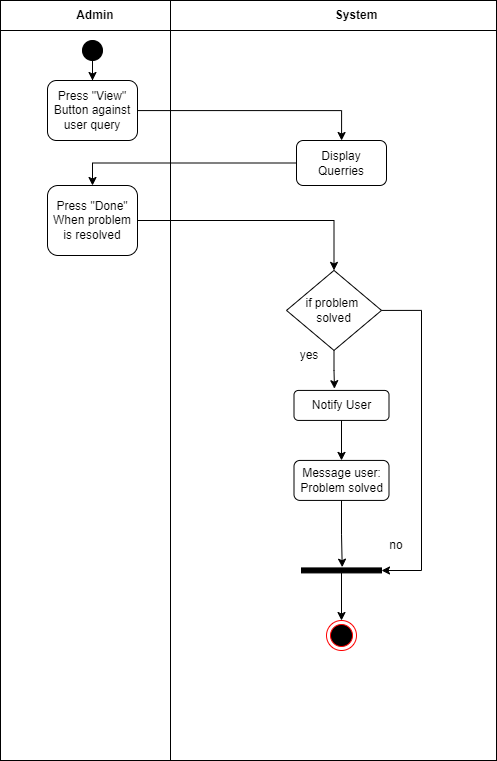 Admin
System
Press "View"
Button against
user query
Display
Querries
Press "Done"
When problem
is resolved
if problem
solved
yes
Notify User
Message user:
Problem solved
no